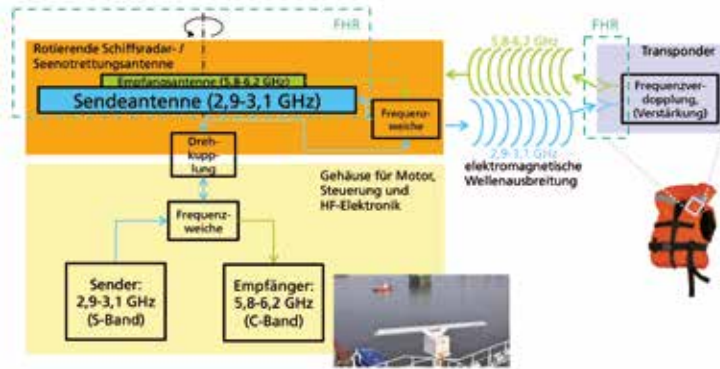 FHR
Rotierende Schiffsradar- /
Seenotrettungsantenne
Empfangsantenne (5,8-6,2 GHz)
Sendeantenne (2,9-3,1 GHz)
Frequenz-
weiche
Dreh-
kupp-
lung
Gehäuse für Motor,
Steuerung und
HF-Elektronik
Frequenz-
weiche
Sender:
2,9-3,1 GHz
(S-Band)
Empfänger:
5,8-6,2 GHz
(C-Band)
5,8-6,2 GHz
2,9-3,1 GHz
elektromagnetische
Wellenausbreitung
FHR
Transponder
Frequenzver-
dopplung,
(Verstärkung)